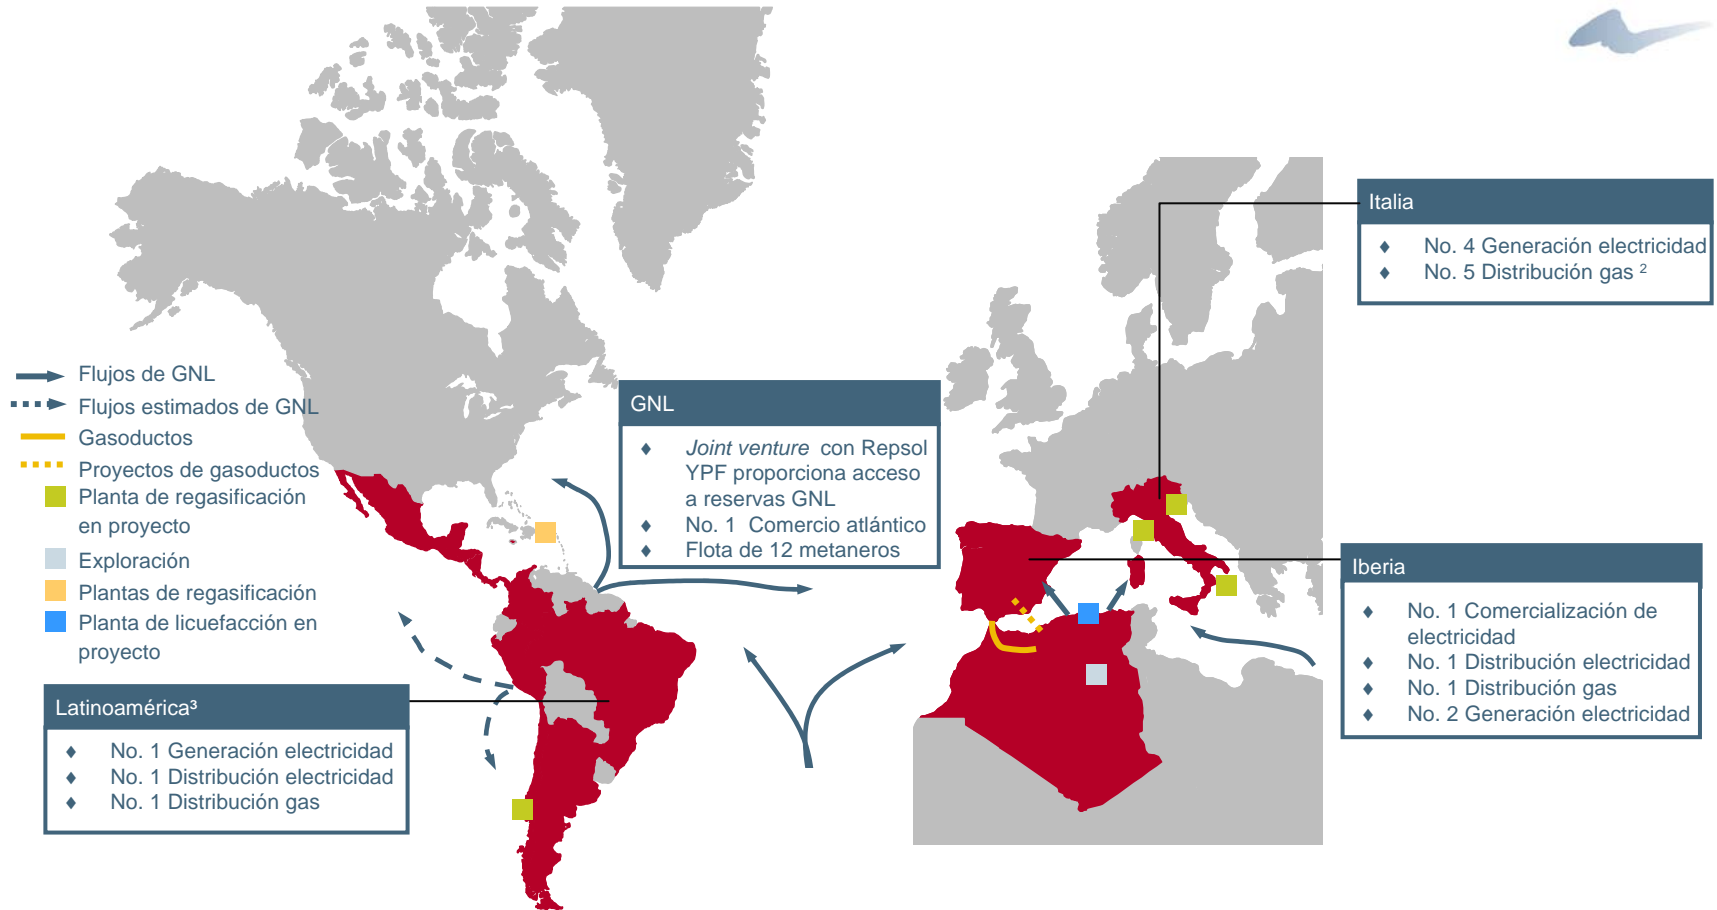 Italia
♦ No. 4 Generación electricidad
♦ No. 5 Distribución gas ²
Flujos de GNL
Flujos estimados de GNL
Gasoductos
Proyectos de gasoductos
Planta de regasificación
en proyecto
Exploración
Plantas de regasificación
Planta de licuefacción en
proyecto
GNL
♦ Joint venture con Repsol
YPF proporciona acceso
a reservas GNL
♦ No. 1 Comercio atlántico
♦ Flota de 12 metaneros
Iberia
♦ No. 1 Comercialización de
electricidad
♦ No. 1 Distribución electricidad
♦ No. 1 Distribución gas
♦ No. 2 Generación electricidad
Latinoamérica³
♦ No. 1 Generación electricidad
♦ No. 1 Distribución electricidad
♦ No. 1 Distribución gas